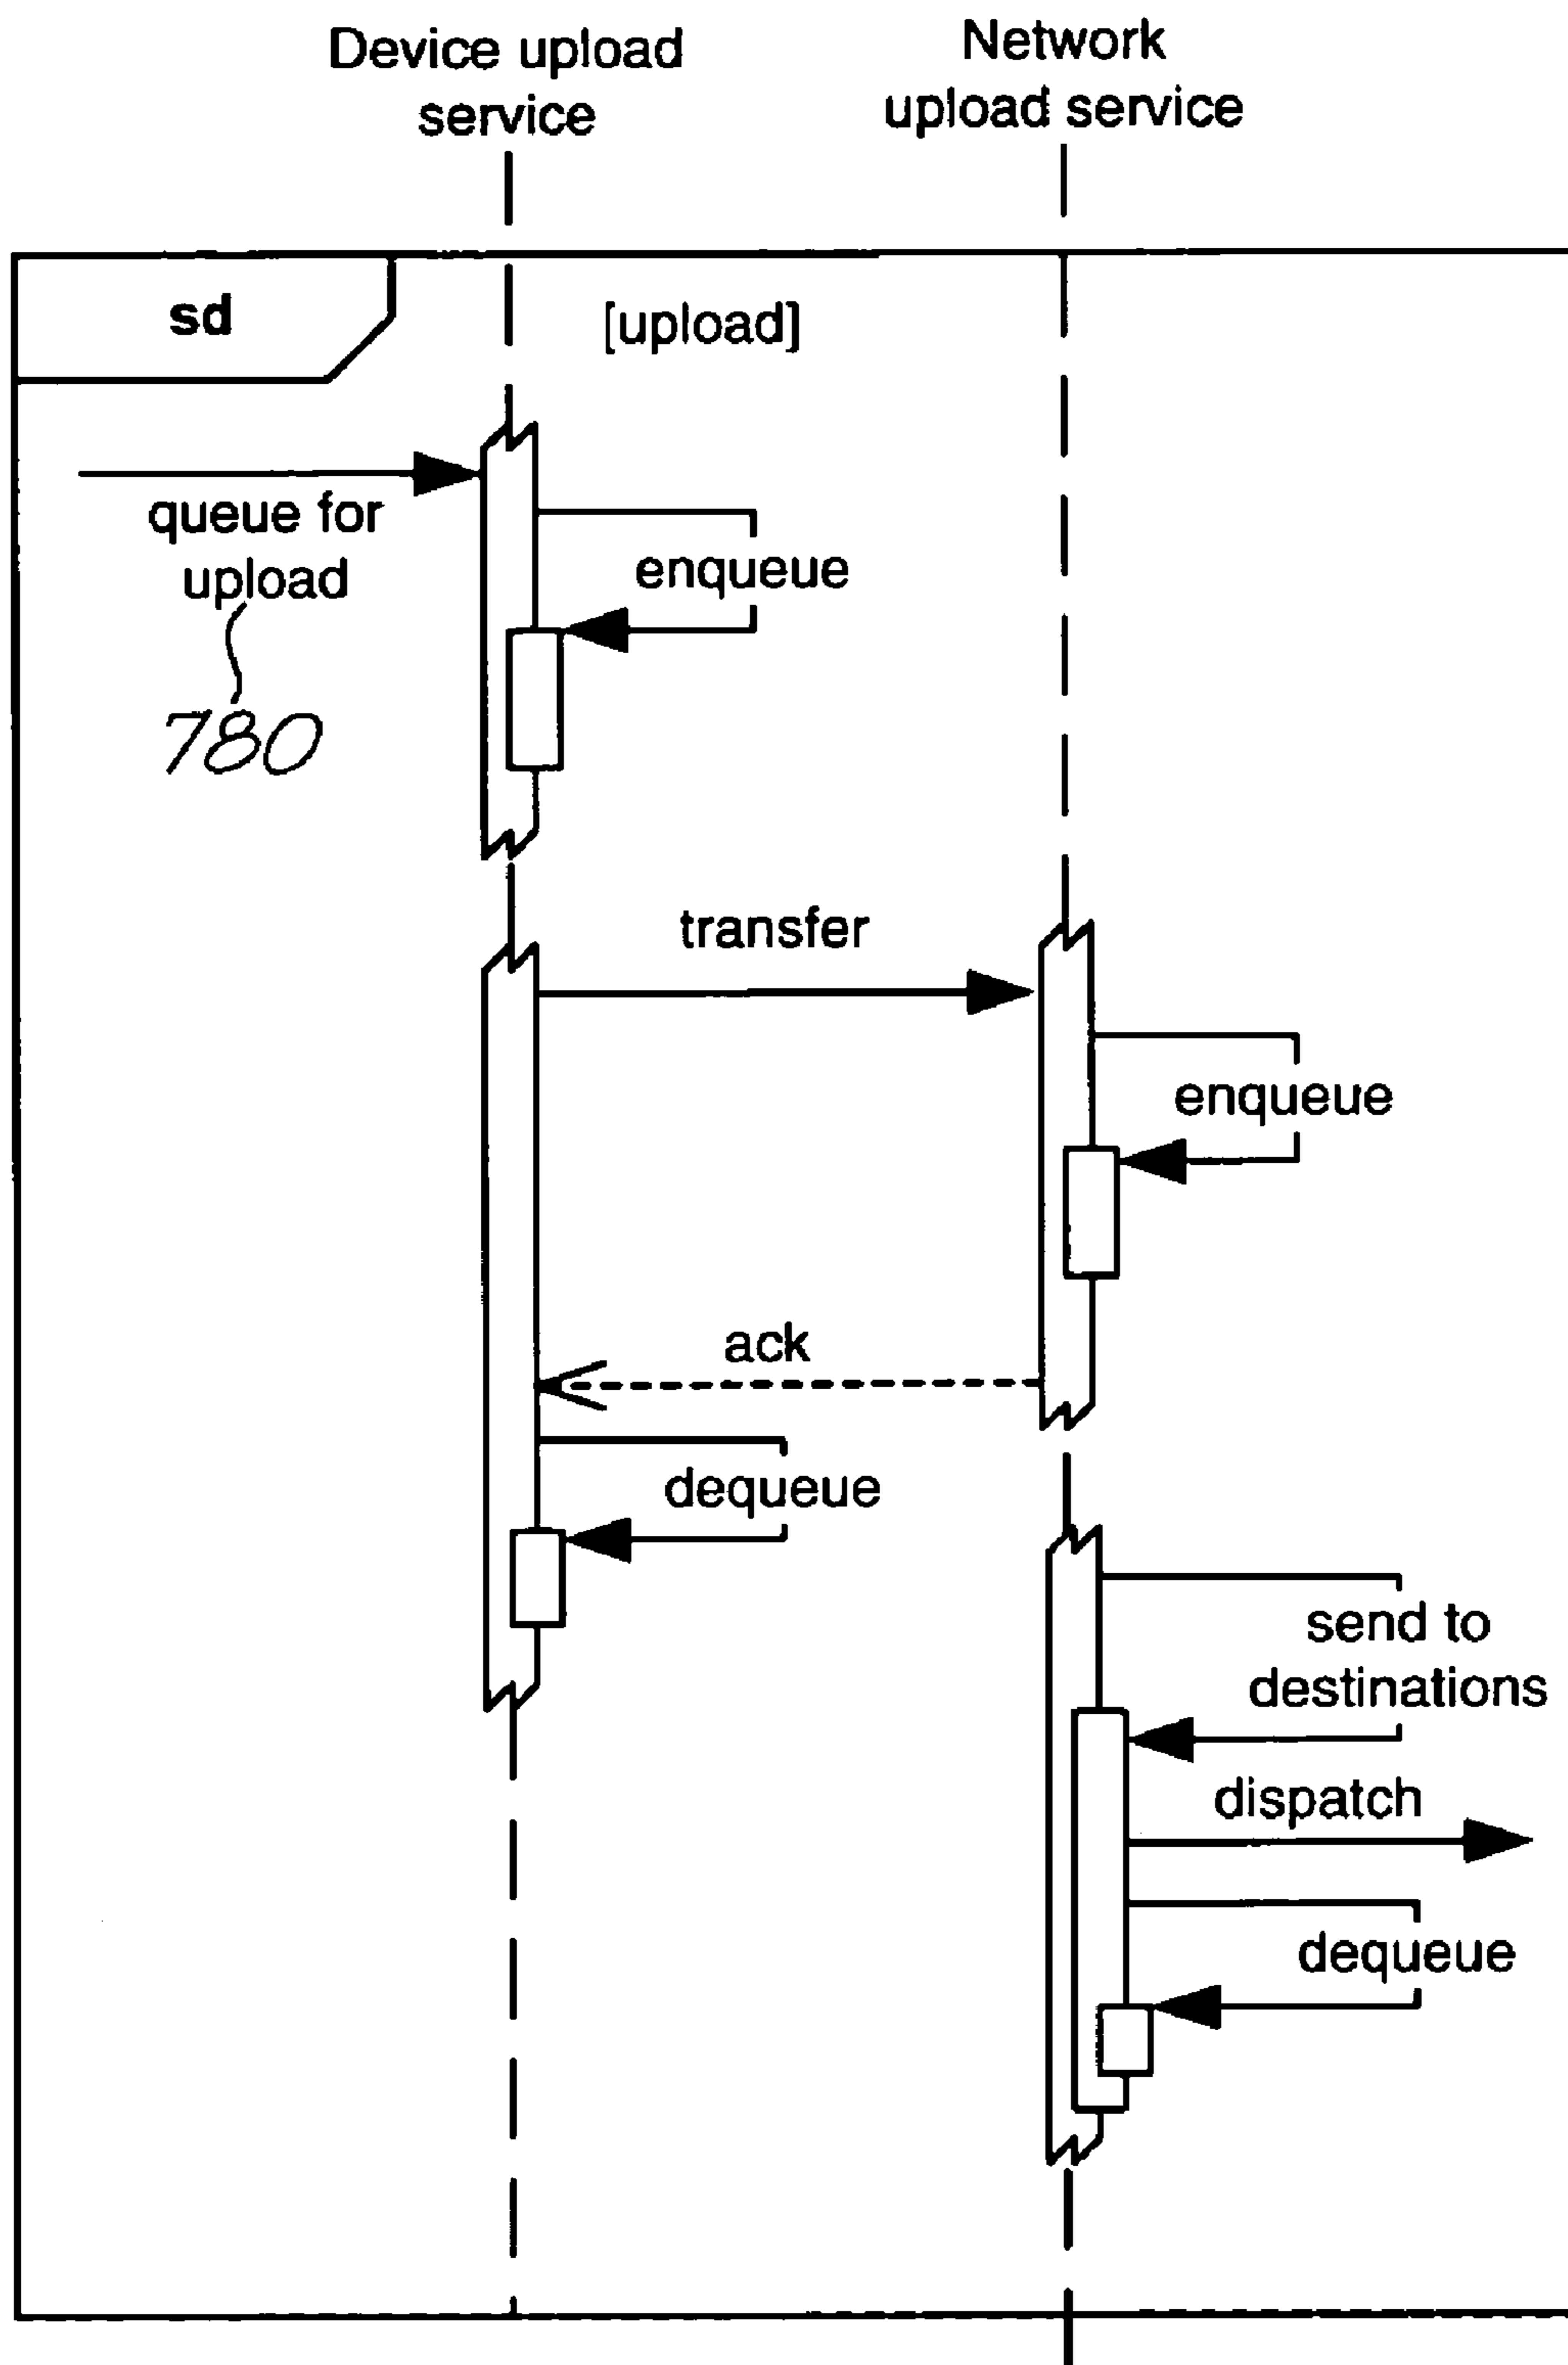 Device upload
service
Network
upload service
sd
[upload]
queue for
upload
780
enqueue
transfer
enqueue
ack
dequeue
send to
destinations
dispatch
dequeue